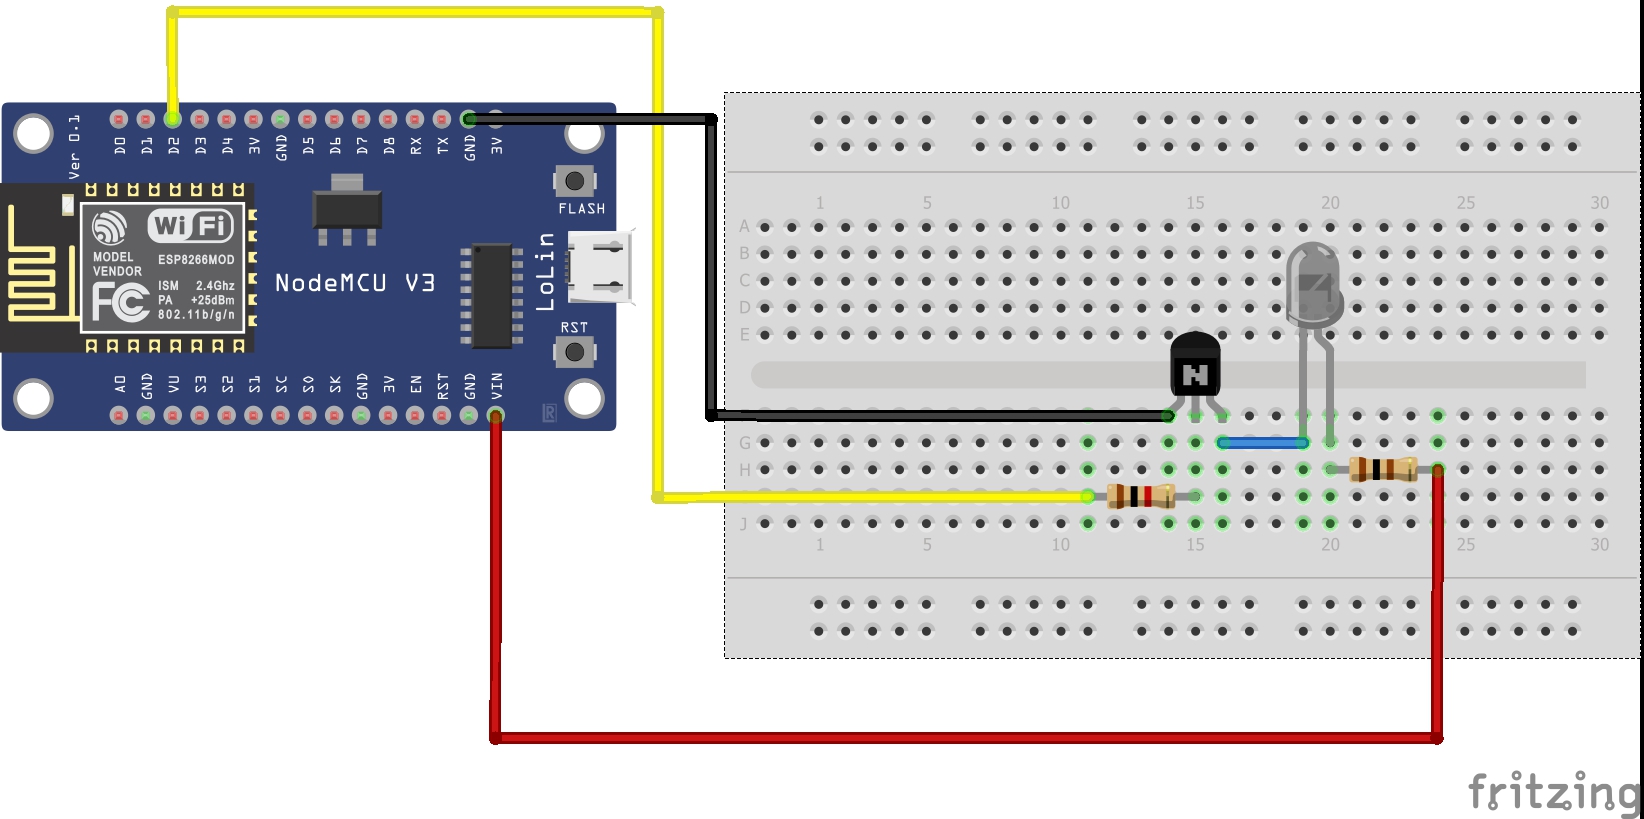 Ver 0.1
D0 D1 D2 D3 D4 3V GND D5 D6 D7 D8 RX TX GND 3V
FLASH
WiFi
MODEL
VENDOR
ESP8266MOD
FC
ISM 2.4Ghz
PA +25dBm
802.11b/g/n
NodeMCU V3
LoLin
RST
A0 GND VU S3 S2 S1 SC S0 SK GND 3V EN RST GND VIN
R
1 5 10 15 20 25 30
A
B
C
D
E
N
G
H
J
1 5 10 15 20 25 30
fritzing